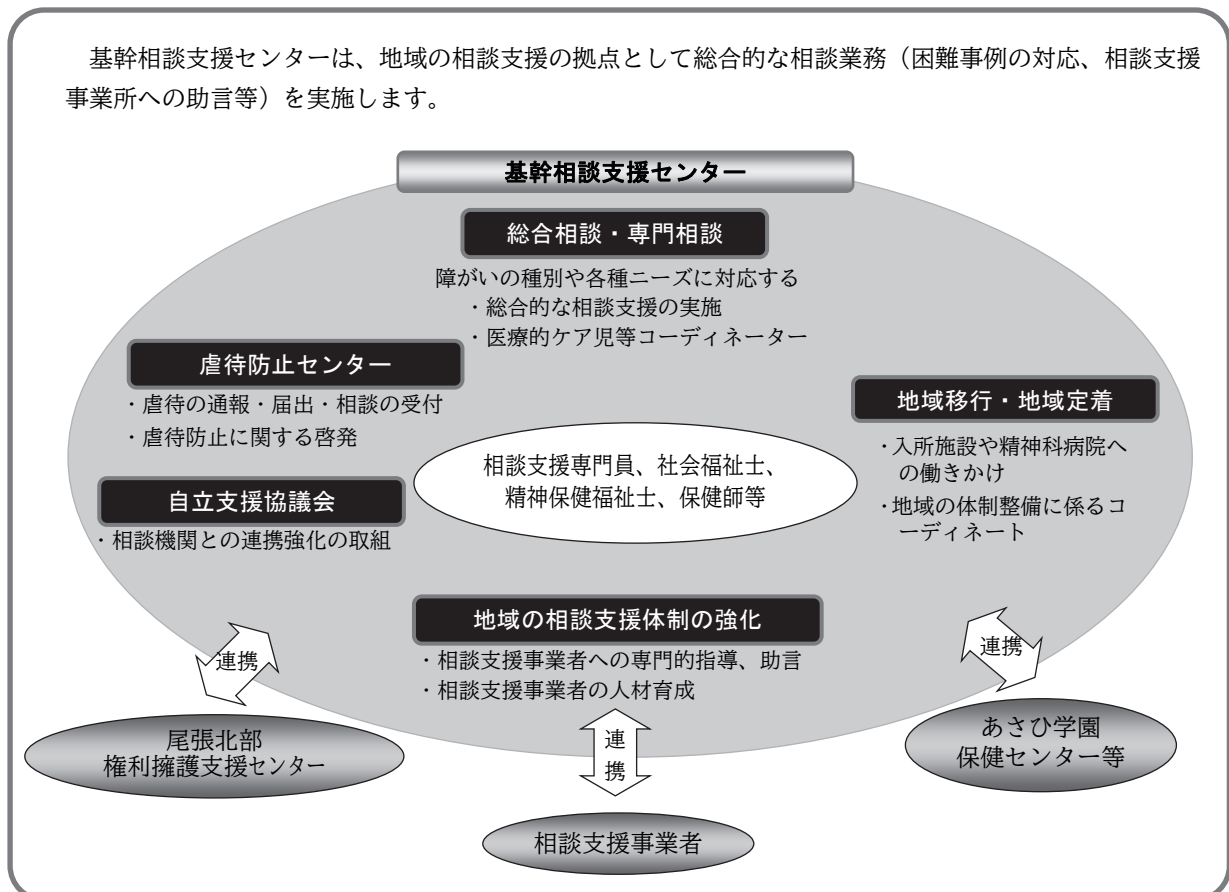 基幹相談支援センターは、地域の相談支援の拠点として総合的な相談業務（困難事例の対応、相談支援
事業所への助言等）を実施します。
基幹相談支援センター
総合相談・専門相談
障がいの種別や各種ニーズに対応する
・総合的な相談支援の実施
・医療的ケア児等コーディネーター
虐待防止センター
・虐待の通報・届出・相談の受付
・虐待防止に関する啓発
自立支援協議会
・相談機関との連携強化の取組
相談支援専門員、社会福祉士、
精神保健福祉士、保健師等
地域移行・地域定着
・入所施設や精神科病院へ
の働きかけ
・地域の体制整備に係るコ
ーディネート
地域の相談支援体制の強化
・相談支援事業者への専門的指導、助言
・相談支援事業者の人材育成
連携
尾張北部
権利擁護支援センター
連
携
相談支援事業者
連携
あさひ学園
保健センター等